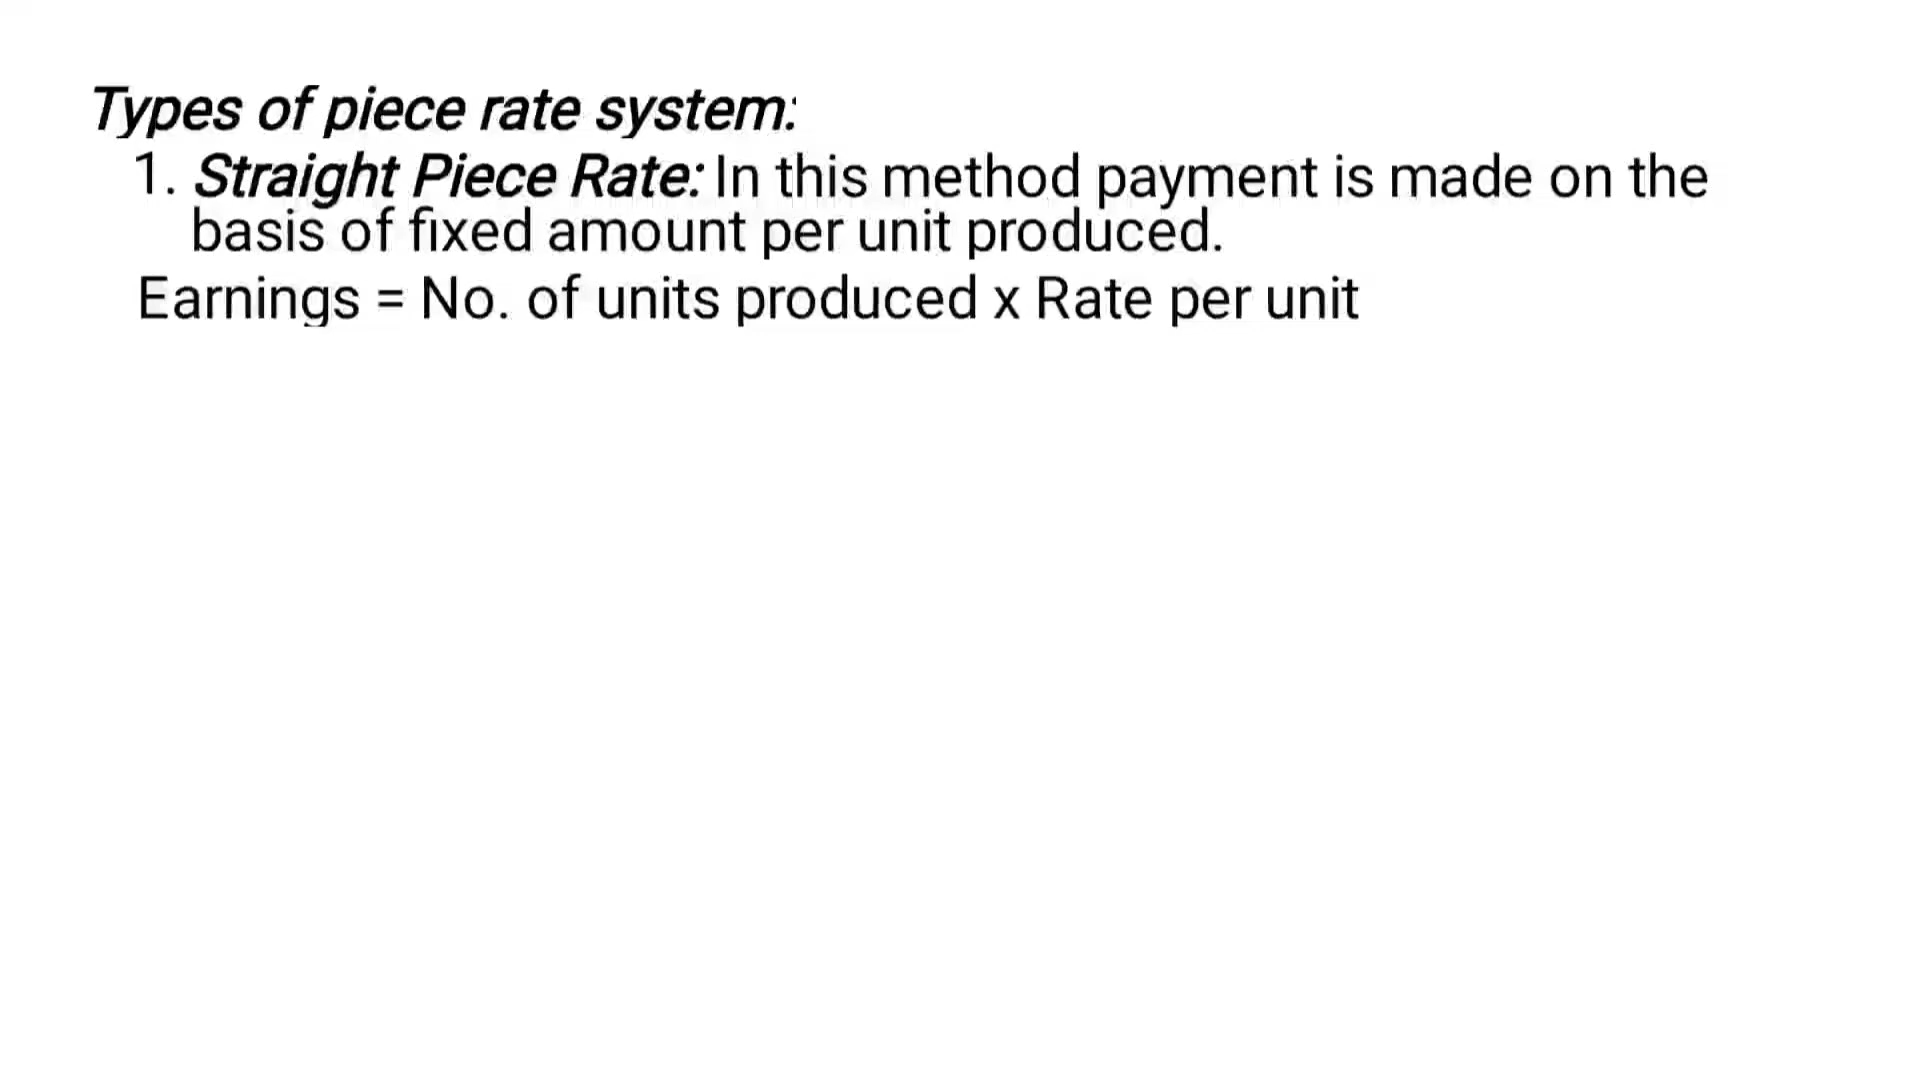 Types of piece rate system:
1. Straight Piece Rate: In this method payment is made on the
basis of fixed amount per unit produced.
Earnings = No. of units produced x Rate per unit